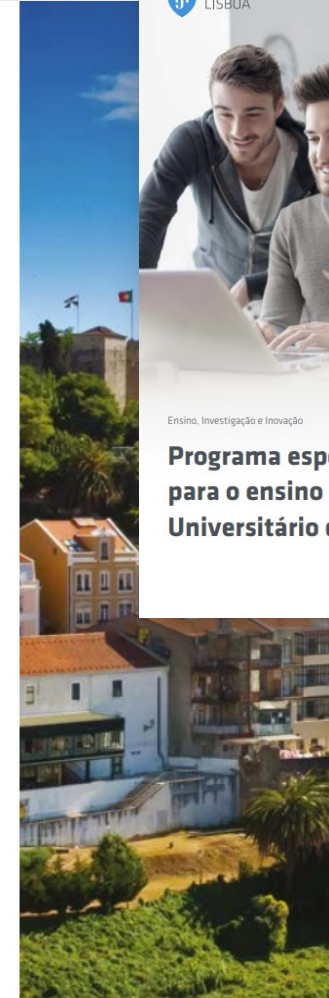 LISBOA
Ensino, Investigação e Inovação
Programa esp
para o ensino
Universitário